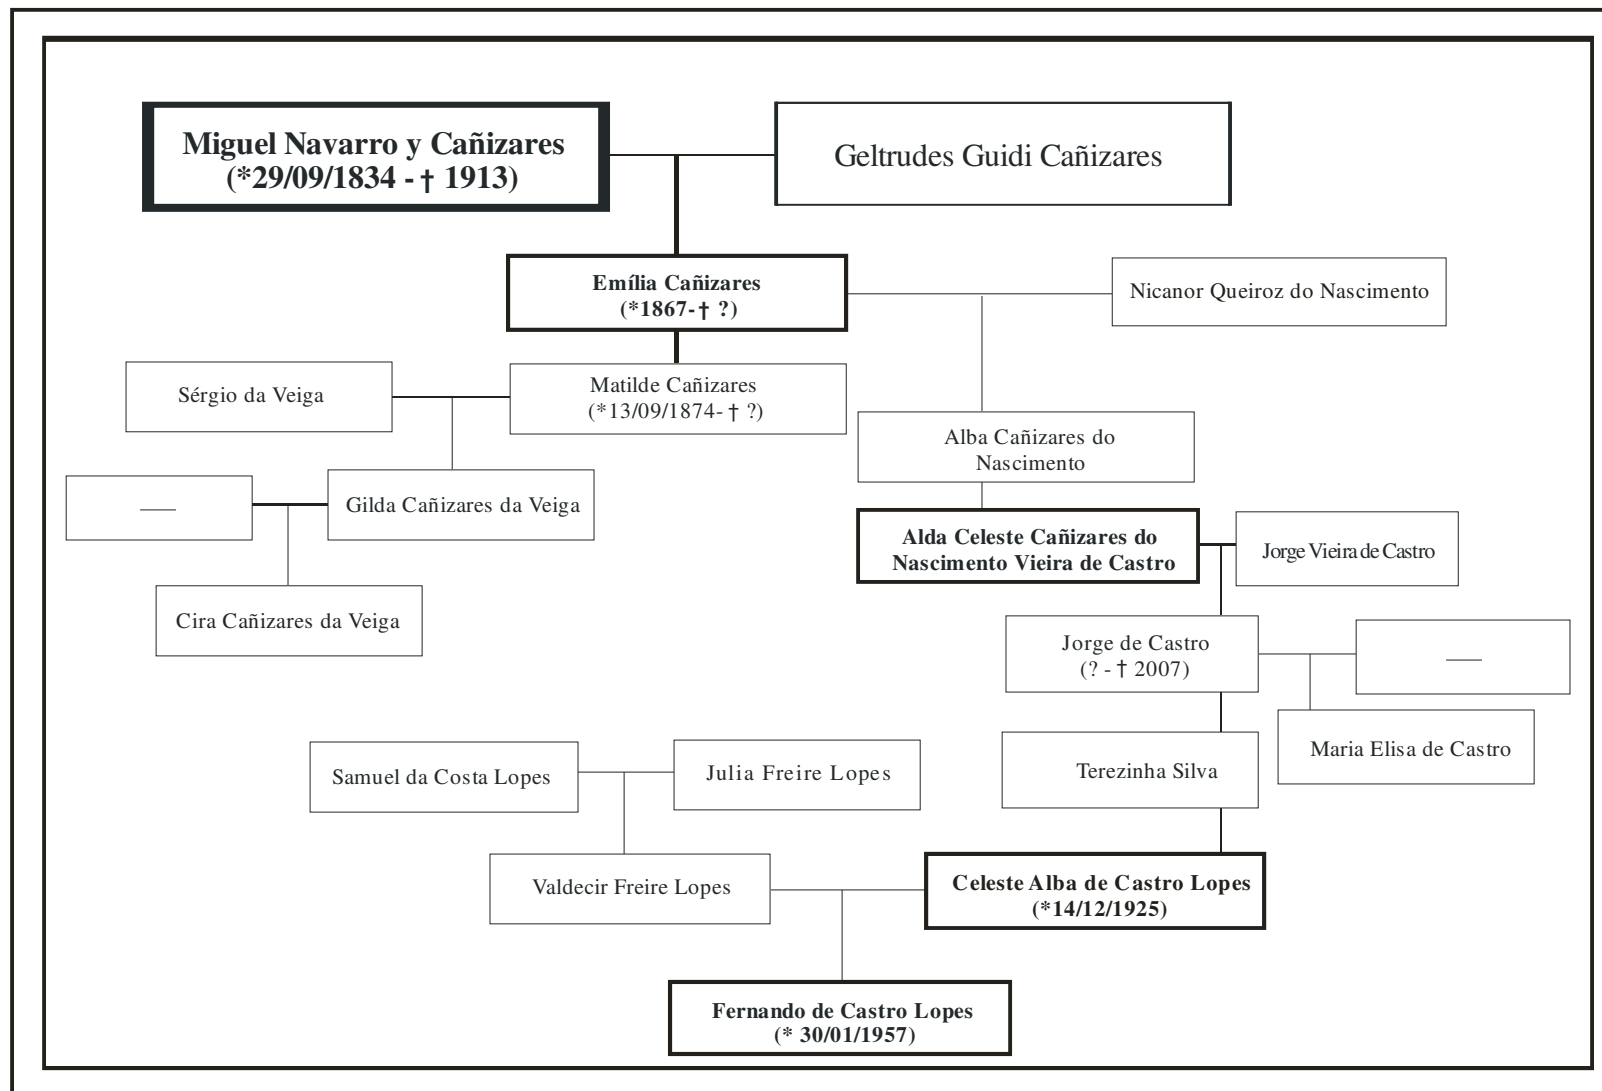 Miguel Navarro y Cañizares
(*29/09/1834 - † 1913)
Geltrudes Guidi Cañizares
Emília Cañizares
(*1867- † ?)
Nicanor Queiroz do Nascimento
Sérgio da Veiga
Matilde Cañizares
(*13/09/1874- † ?)
Alba Cañizares do
Nascimento
Gilda Cañizares da Veiga
Alda Celeste Cañizares do
Nascimento Vieira de Castro
Jorge Vieira de Castro
Cira Cañizares da Veiga
Jorge de Castro
(? - † 2007)
Maria Elisa de Castro
Samuel da Costa Lopes
Julia Freire Lopes
Terezinha Silva
Valdecir Freire Lopes
Celeste Alba de Castro Lopes
(*14/12/1925)
Fernando de Castro Lopes
(* 30/01/1957)